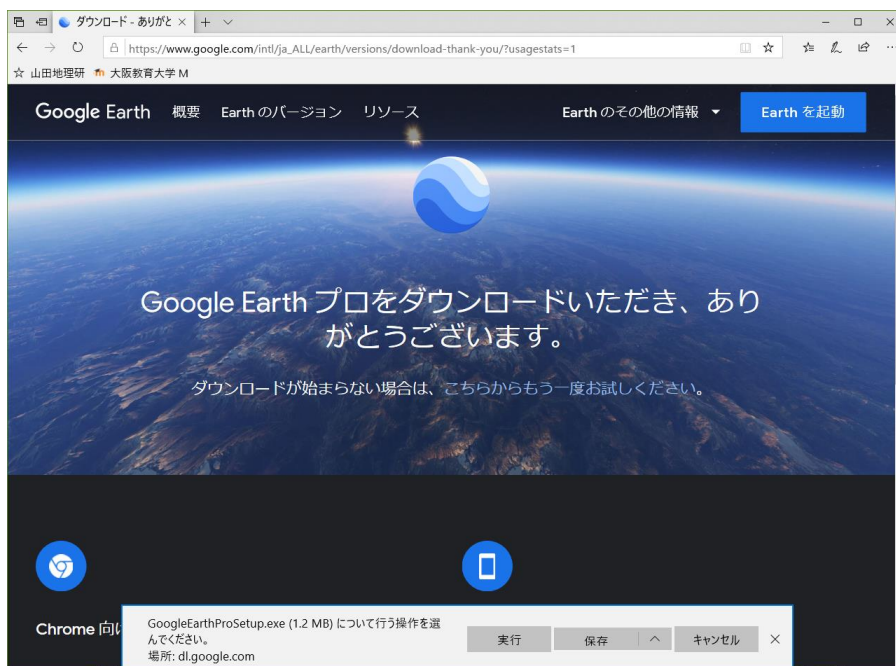 ダウンロード - ありがと
https://www.google.com/intl/ja_ALL/earth/versions/download-thank-you/?usagestats=1
山田地理研 大阪教育大学 M
Google Earth 概要 Earth のバージョン リソース Earth のその他の情報 Earth を起動
Google Earth プロをダウンロードいただき、あり
がとうございます。
ダウンロードが始まらない場合は、こちらからもう一度お試しください。
Chrome 向け
GoogleEarthProSetup.exe (1.2 MB) について行う操作を選
んでください。
場所: dl.google.com
実行 保存 キャンセル